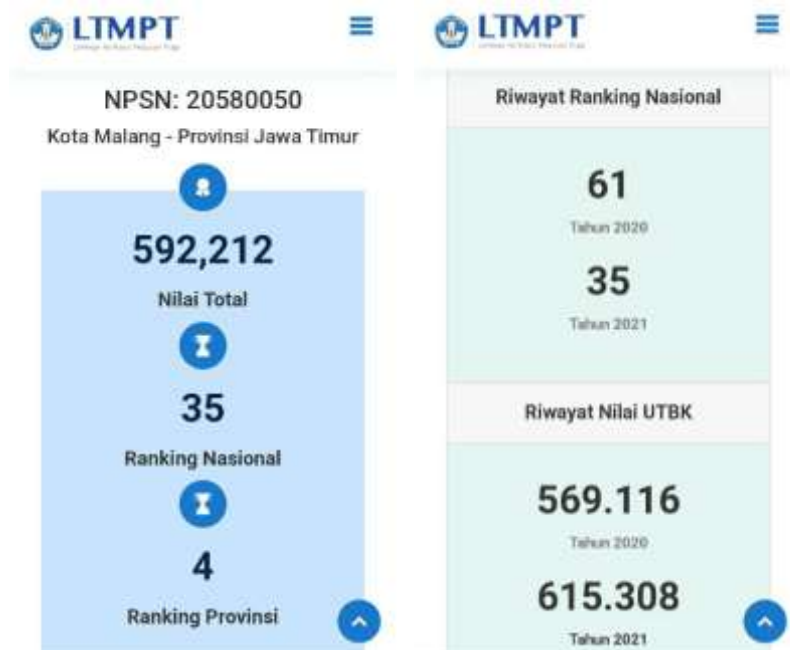 LTMPT
NPSN: 20580050
Kota Malang - Provinsi Jawa Timur
592,212
Nilai Total
35
Ranking Nasional
4
Ranking Provinsi
LTMPT
Riwayat Ranking Nasional
61
Tahun 2020
35
Tahun 2021
Riwayat Nilai UTBK
569.116
Tahun 2020
615.308
Tahun 2021